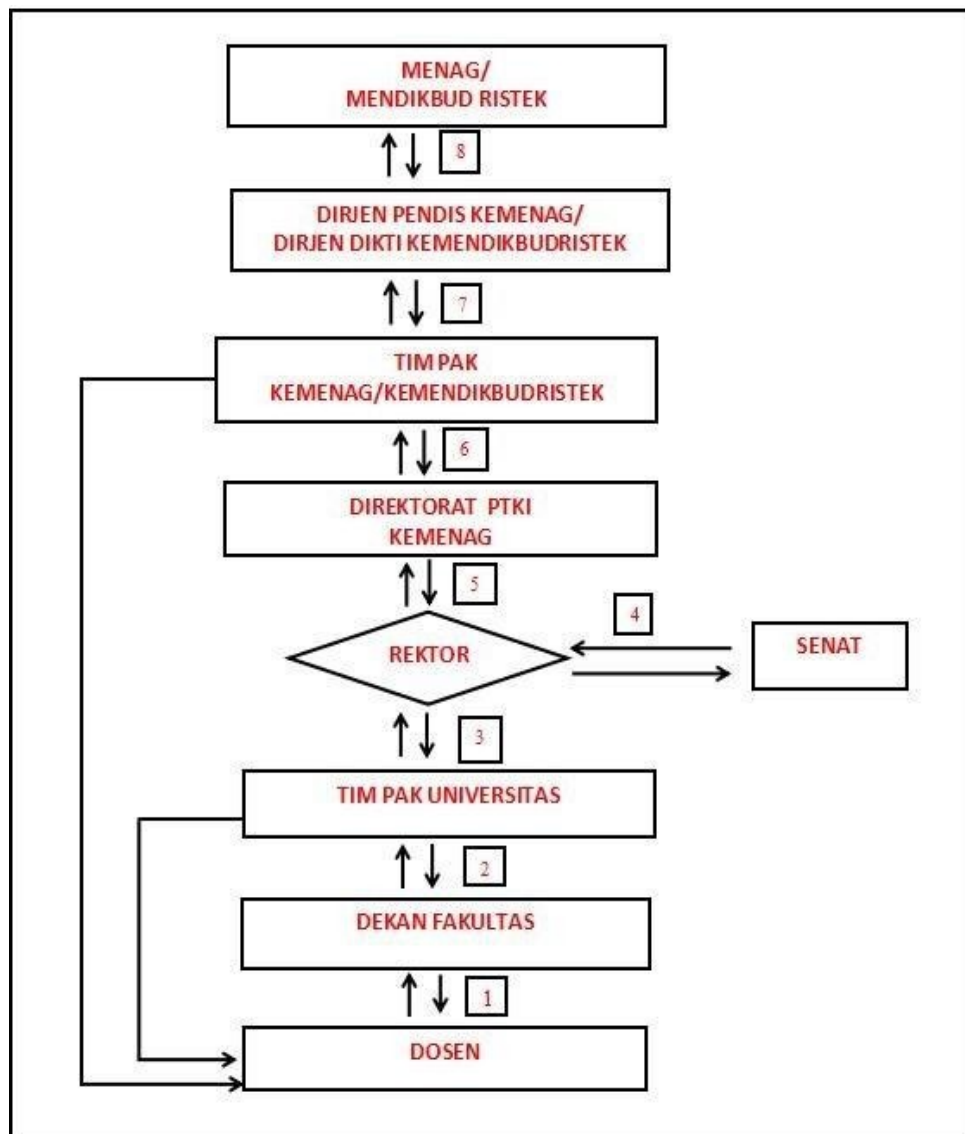 MENAG/
MENDIKBUD RISTEK
8
DIRJEN PENDIS KEMENAG/
DIRJEN DIKTI KEMENDIKBUDRISTEK
7
TIM PAK
KEMENAG/KEMENDIKBUDRISTEK
6
DIREKTORAT PTKI
KEMENAG
5
4
REKTOR
SENAT
3
TIM PAK UNIVERSITAS
2
DEKAN FAKULTAS
1
DOSEN